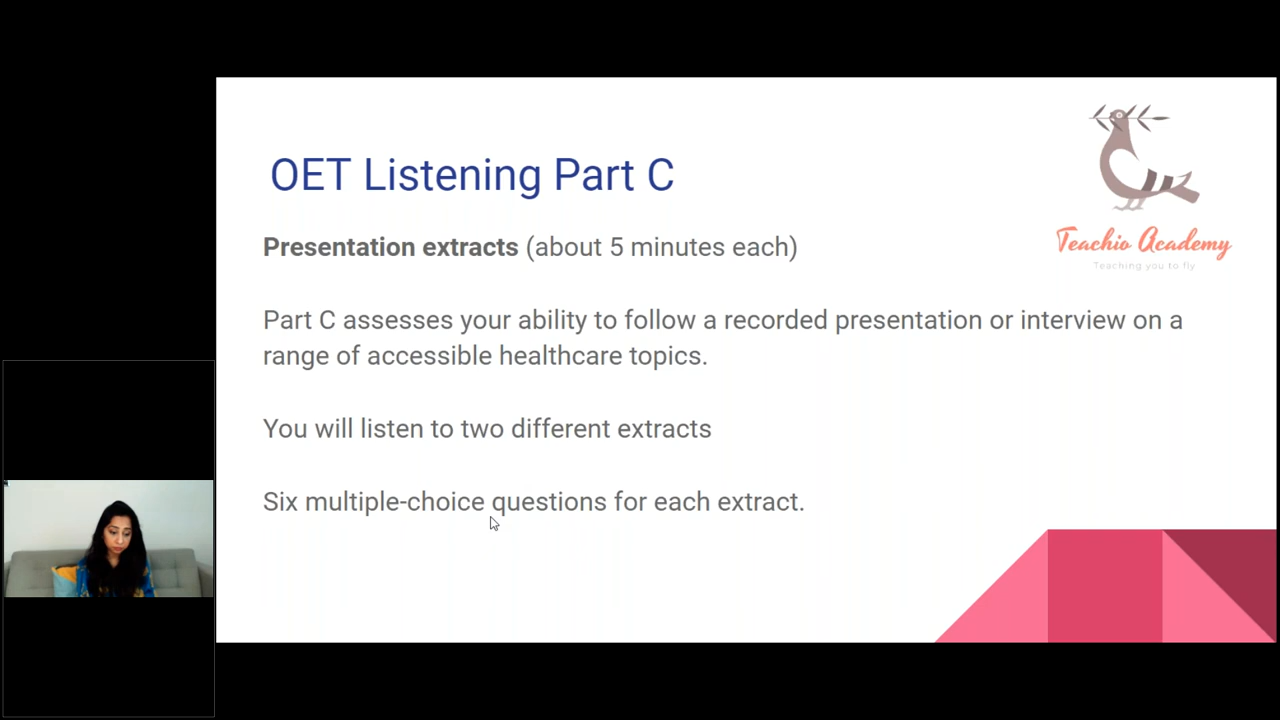 OET Listening Part C
Teachio Academy
Teaching you to fly
Presentation extracts (about 5 minutes each)
Part C assesses your ability to follow a recorded presentation or interview on a
range of accessible healthcare topics.
You will listen to two different extracts
Six multiple-choice questions for each extract.